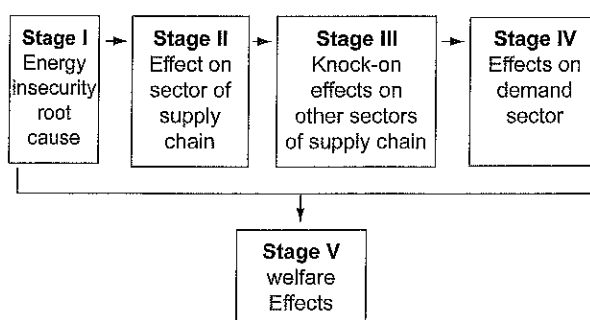 Stage I
Energy
insecurity
root
cause
Stage II
Effect on
sector of
supply
chain
Stage III
Knock-on
effects on
other sectors
of supply chain
Stage IV
Effects on
demand
sector
Stage V
welfare
Effects